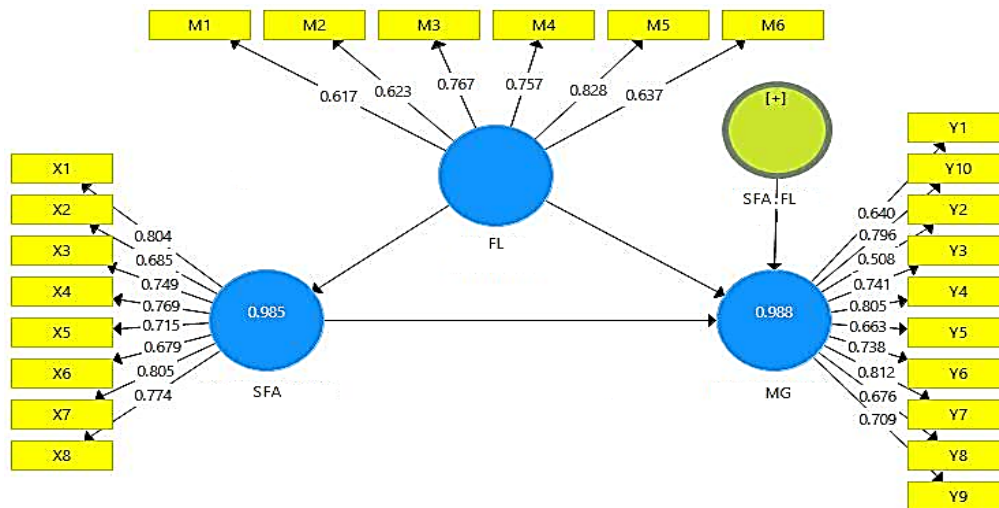 M1
M2
M3
M4
M5
M6
0.617
0.623
0.767
0.757
0.828
0.637
[+]
SFA FL
FL
X1
X2
X3
X4
X5
X6
X7
X8
0.804
0.685
0.749
0.769
0.715
0.679
0.805
0.774
0.985
SFA
0.988
MG
0.640
0.796
0.508
0.741
0.805
0.663
0.738
0.812
0.676
0.709
Y1
Y10
Y2
Y3
Y4
Y5
Y6
Y7
Y8
Y9